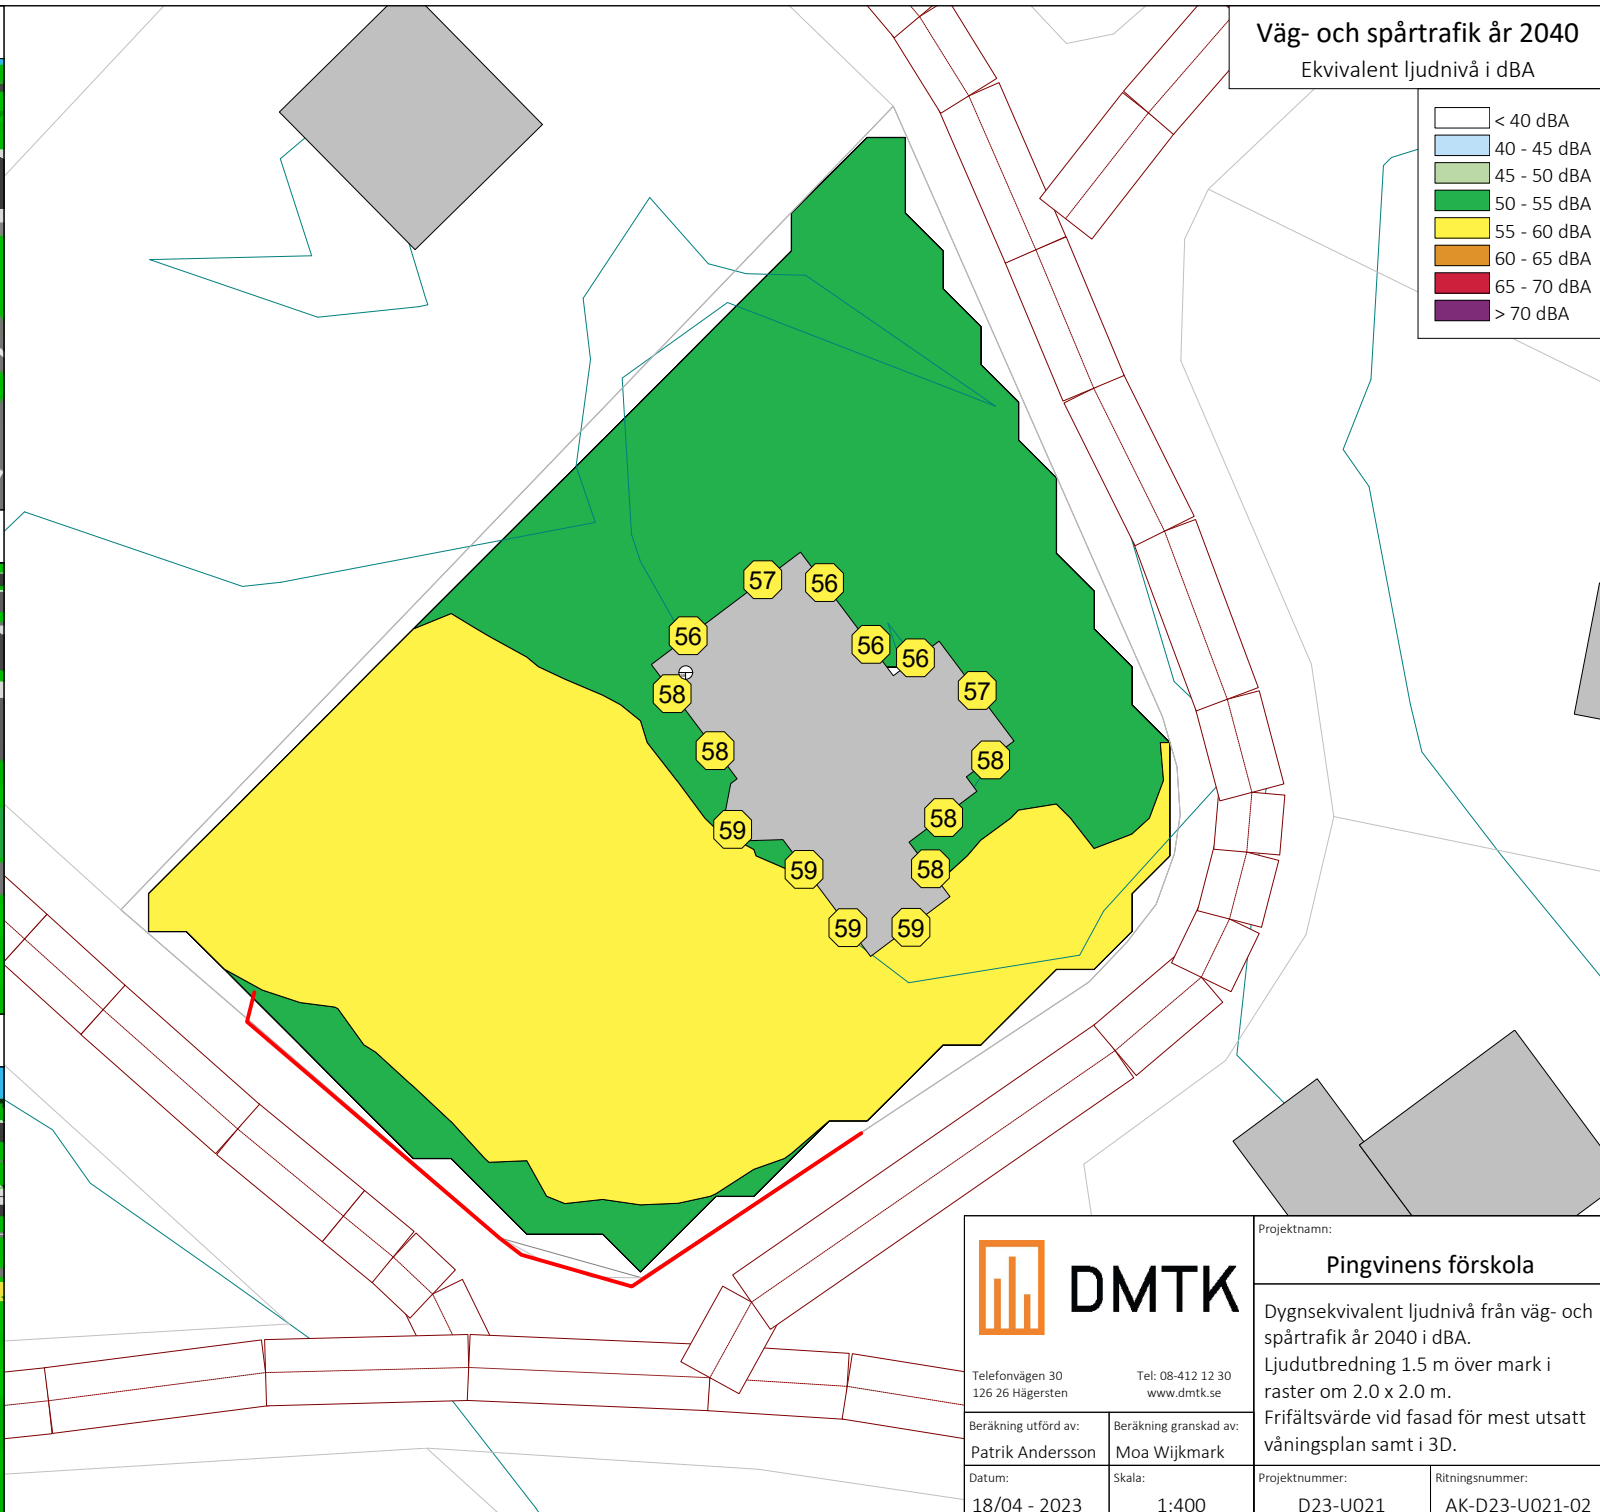 Väg- och spårtrafik år 2040
Ekvivalent ljudnivå i dBA
< 40 dBA
40 - 45 dBA
45 - 50 dBA
50 - 55 dBA
55 - 60 dBA
60 - 65 dBA
65 - 70 dBA
> 70 dBA
57
56
56
56
56
58
57
58
58
58
59
58
59
59
59
DMTK
Telefonvägen 30
126 26 Hägersten
Tel: 08-412 12 30
www.dmtk.se
Beräkning utförd av:
Patrik Andersson
Beräkning granskad av:
Moa Wijkmark
Datum:
18/04 - 2023
Skala:
1:400
Projektnamn:
Pingvinens förskola
Dygnsekvivalent ljudnivå från väg- och
spårtrafik år 2040 i dBA.
Ljudutbredning 1.5 m över mark i
raster om 2.0 x 2.0 m.
Frifältsvärde vid fasad för mest utsatt
våningsplan samt i 3D.
Projektnummer:
D23-U021
Ritningsnummer:
AK-D23-U021-02